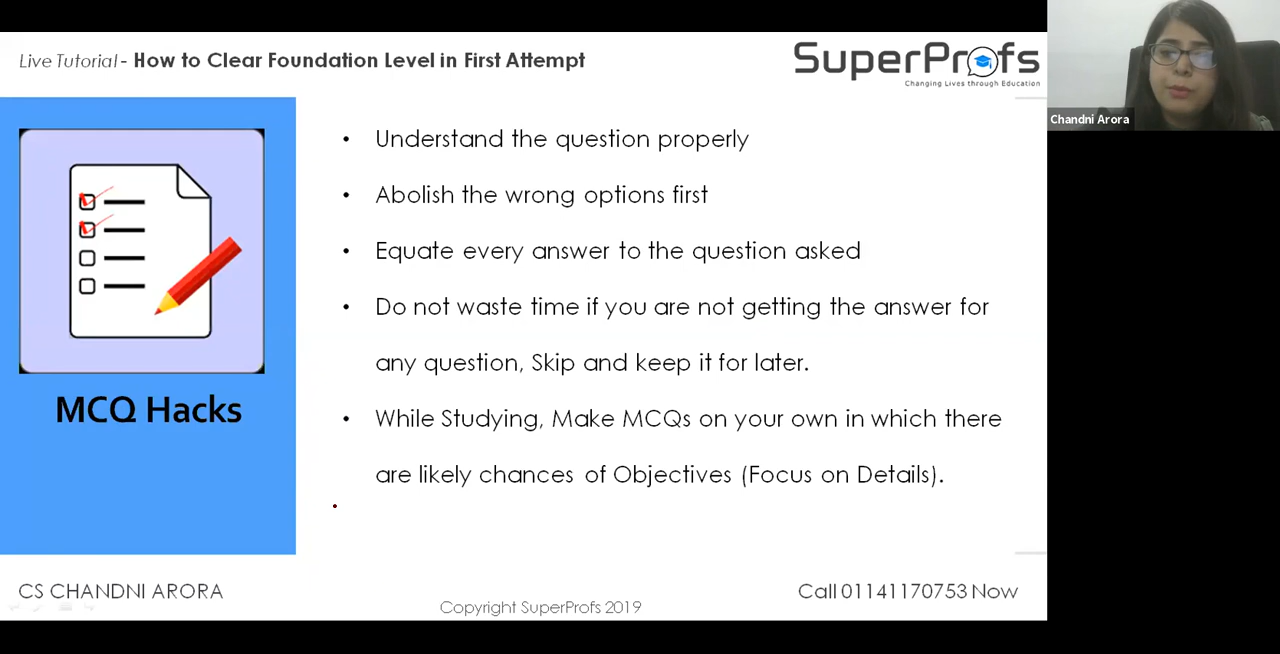 Live Tutorial - How to Clear Foundation Level in First Attempt
SuperProfs
Changing Lives through Education
Chandni Arora
• Understand the question properly
• Abolish the wrong options first
• Equate every answer to the question asked
• Do not waste time if you are not getting the answer for
any question, Skip and keep it for later.
• While Studying, Make MCQs on your own in which there
are likely chances of Objectives (Focus on Details).
MCQ Hacks
CS CHANDNI ARORA
Copyright SuperProfs 2019
Call 01141170753 Now